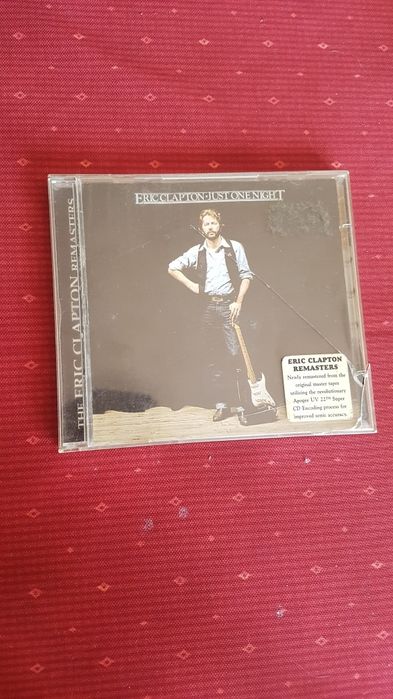 ERIC CLAPTON·JUST ONE NIGHT
THE ERIC CLAPTON REMASTERS
ERIC CLAPTON
REMASTERS
Newly remastered from the
original master tapes
utilizing the revolutionary
Apogee UV 22™ Super
CD Encoding process for
improved sonic accuracy.